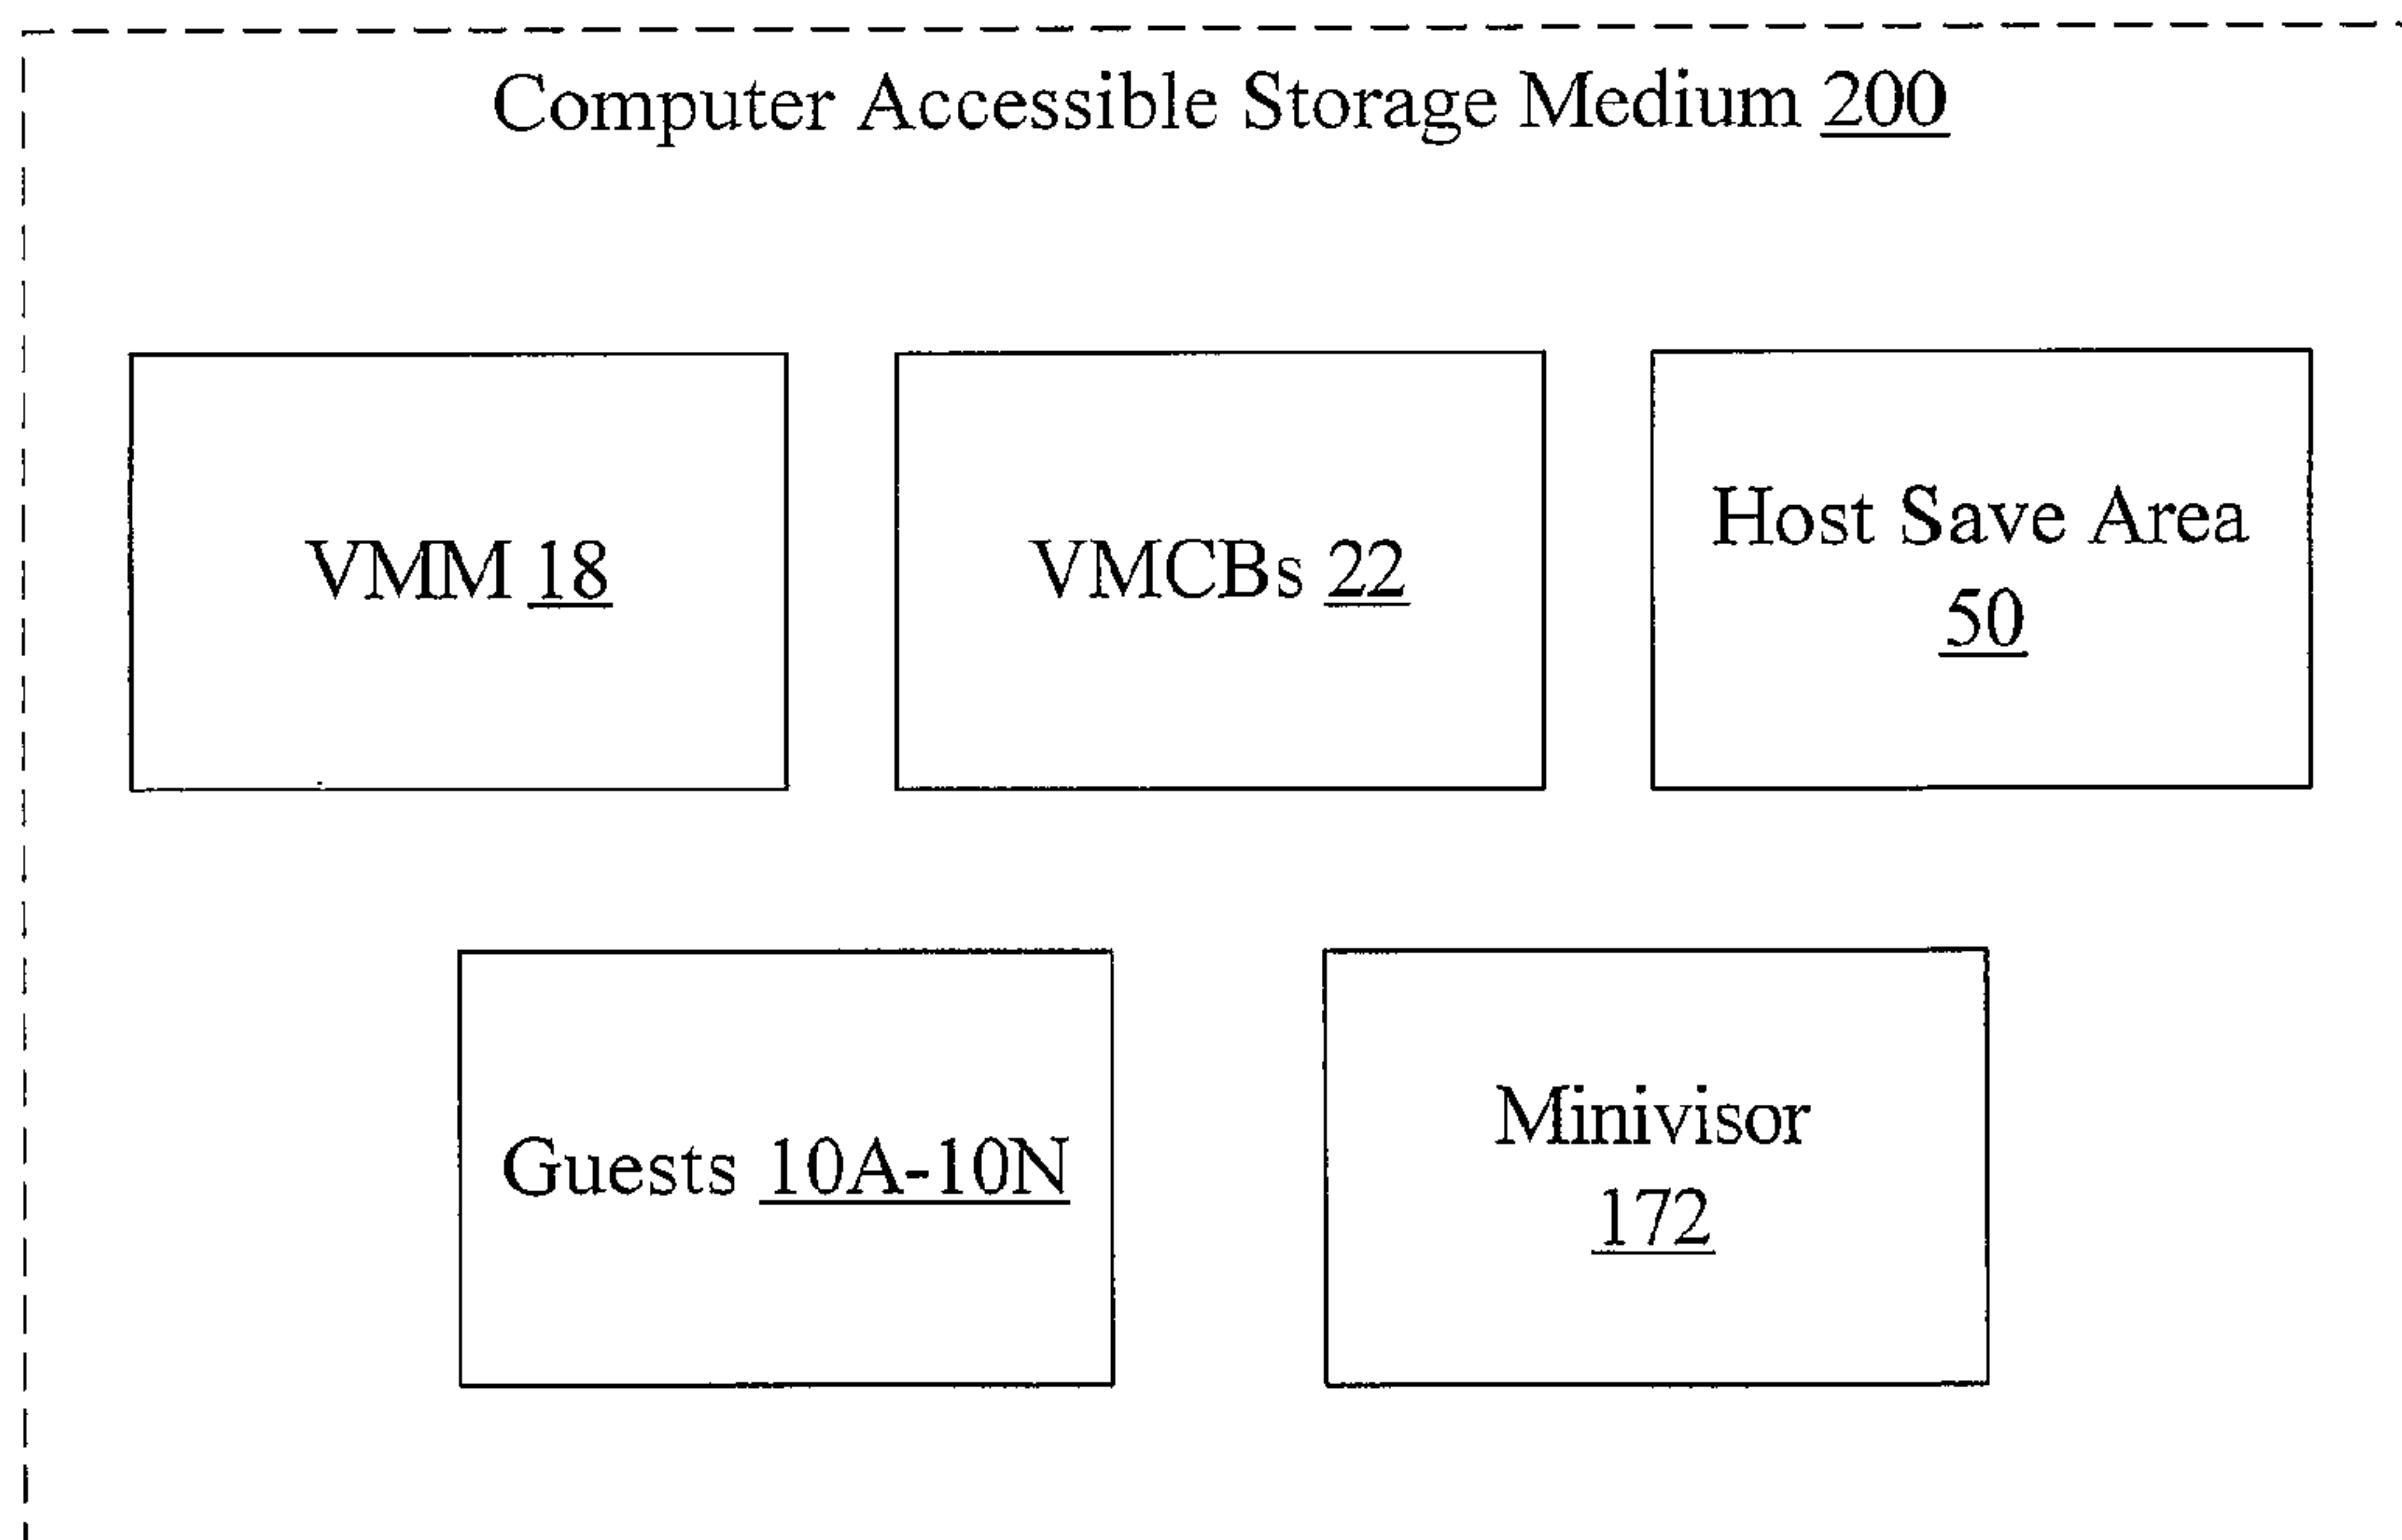 Computer Accessible Storage Medium 200
VMM 18
VMCBs 22
Host Save Area
50
Guests 10A-10N
Minivisor
172